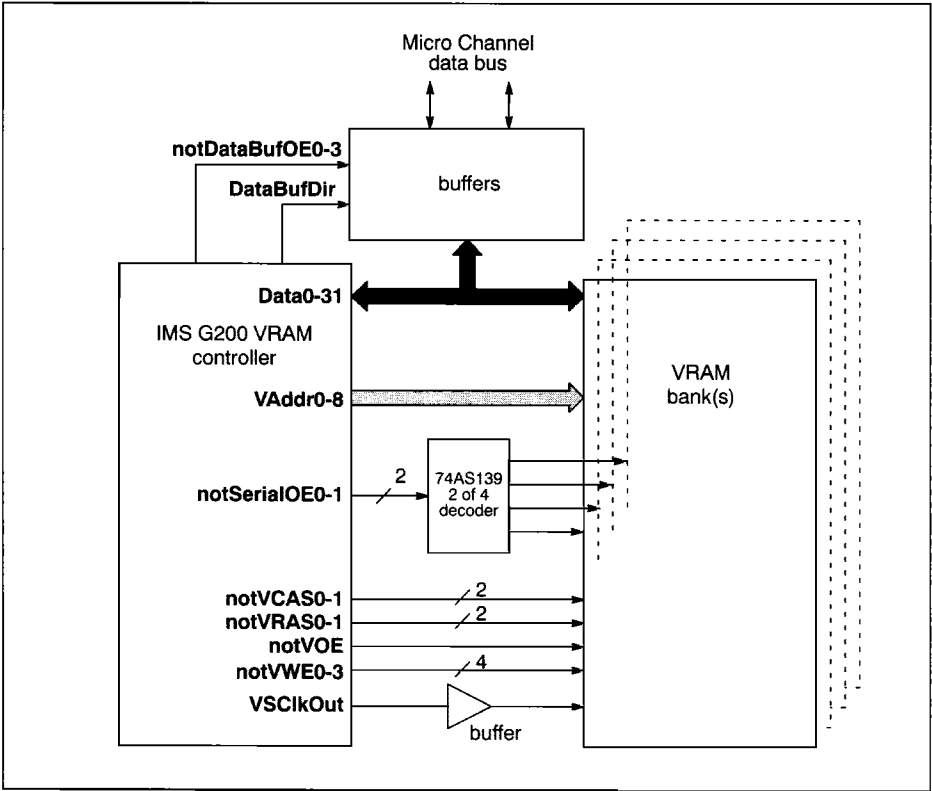 Micro Channel
data bus
notDataBufOE0-3
buffers
DataBufDir
Data0-31
IMS G200 VRAM
controller
VRAM
bank(s)
VAddr0-8
74AS139
2 of 4
decoder
notSerialOE0-1
2
notVCAS0-1
2
notVRAS0-1
2
notVOE
notVWE0-3
4
VSClkOut
buffer